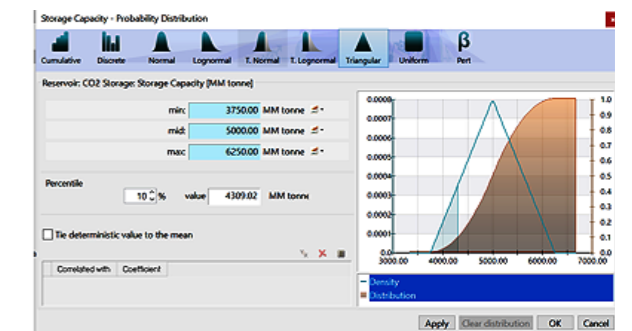 Storage Capacity - Probability Distribution
Cumulative Discrete Normal Lognormal T. Normal T. Lognormal Triangular Uniform Pert
β
Reservoir: CO2 Storage: Storage Capacity [MM tonne]
min: 3750.00 MM tonne
mid: 5000.00 MM tonne
max: 6250.00 MM tonne
Percentile
10 % value 4309.02 MM tonne
Tie deterministic value to the mean
Correlated with Coefficient
0.0008
0.0007
0.0006
0.0005
0.0004
0.0003
0.0002
0.0001
0.0
1.0
0.9
0.8
0.7
0.6
0.5
0.4
0.3
0.2
0.1
0.0
3000.00 4000.00 5000.00 6000.00 7000.00
Density
Distribution
Apply Clear distribution OK Cancel